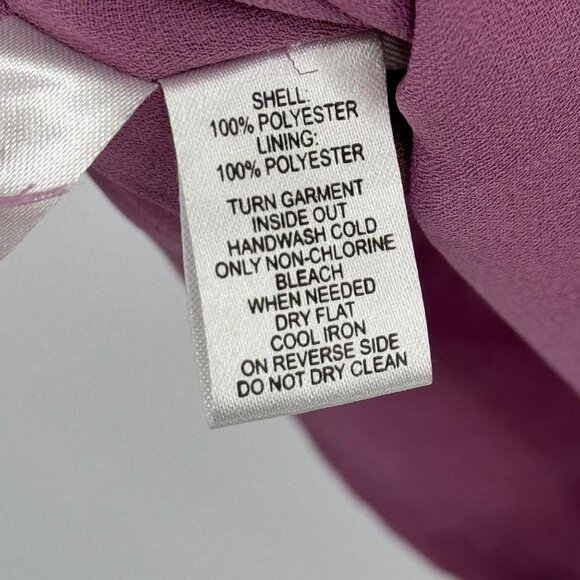 SHELL:
100% POLYESTER
LINING:
100% POLYESTER
TURN GARMENT
INSIDE OUT
HANDWASH COLD
ONLY NON-CHLORINE
BLEACH
WHEN NEEDED
DRY FLAT
COOL IRON
ON REVERSE SIDE
DO NOT DRY CLEAN